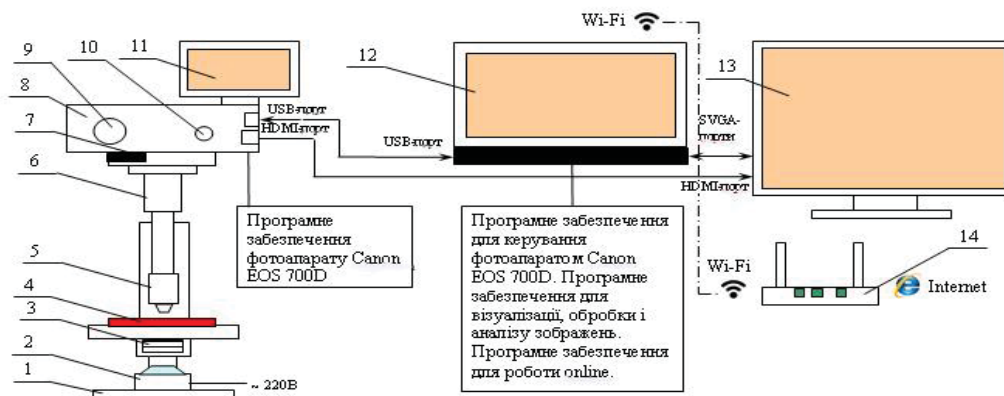 Wi-Fi
9
10
11
12
13
8
7
6
5
4
3
2
1
USB-порт
HDMI-порт
USB-порт
SVGA-
порти
HDMI-порт
Програмне
забезпечення
фотоапарату Canon
EOS 700D
Програмне забезпечення
для керування
фотоапаратом Canon
EOS 700D. Програмне
забезпечення для
візуалізації, обробки і
аналізу зображень.
Програмне забезпечення
для роботи online.
Wi-Fi
14
Internet
~ 220В